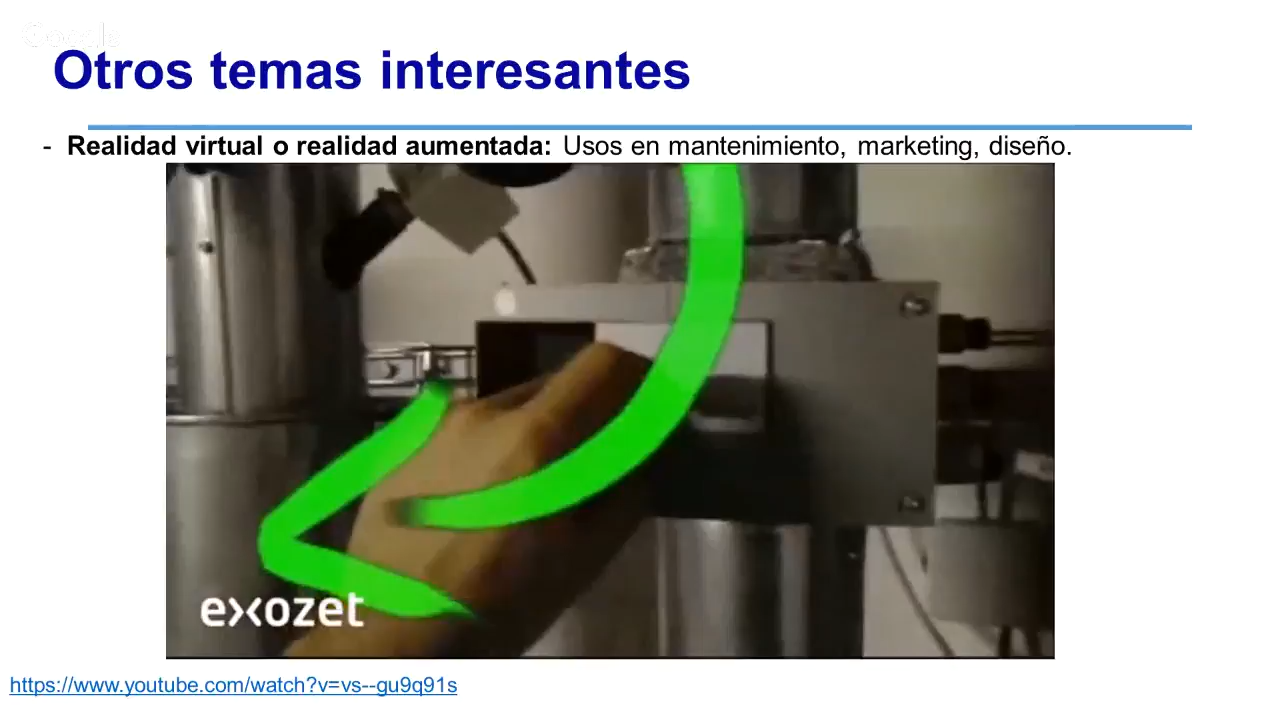 Google
Otros temas interesantes
- Realidad virtual o realidad aumentada: Usos en mantenimiento, marketing, diseño.
exozet
https://www.youtube.com/watch?v=vs--gu9q91s